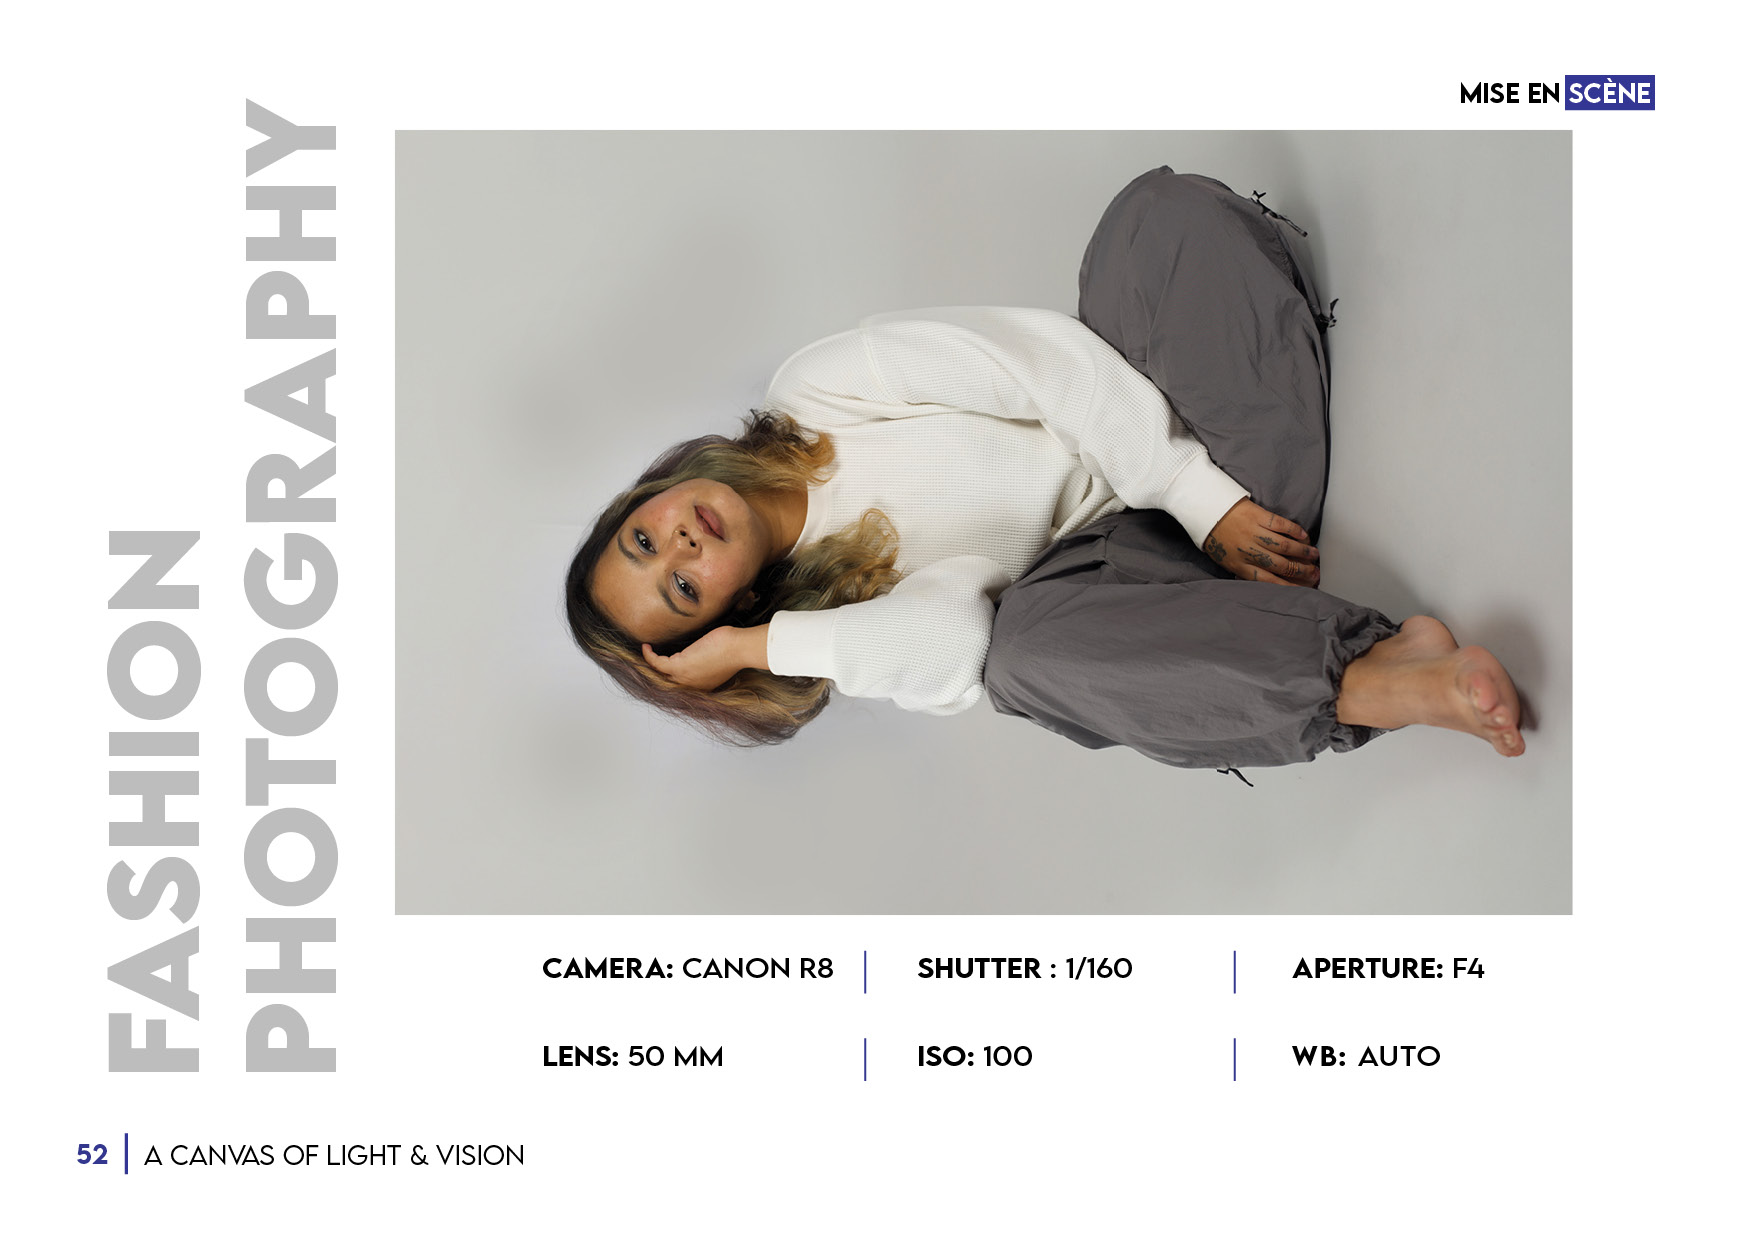 MISE EN SCÈNE
FASHION
PHOTOGRAPHY
CAMERA: CANON R8
SHUTTER : 1/160
APERTURE: F4
LENS: 50 MM
ISO: 100
WB: AUTO
52
A CANVAS OF LIGHT & VISION